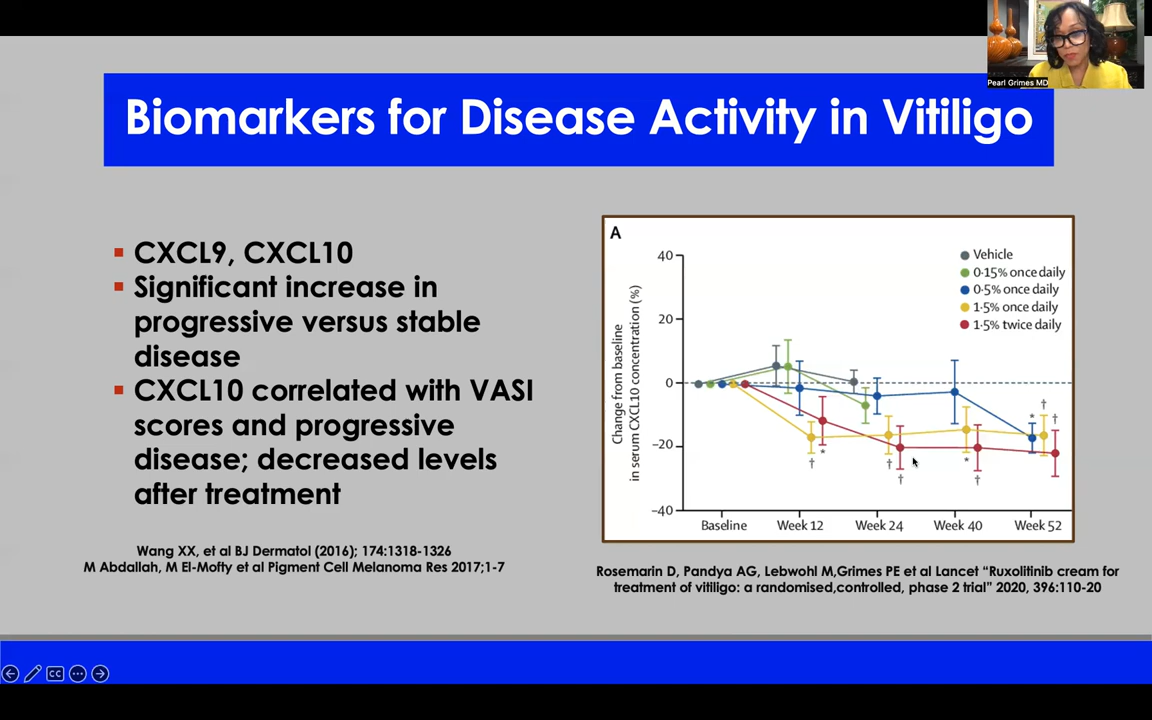 Pearl Grimes MD
Biomarkers for Disease Activity in Vitiligo
▪ CXCL9, CXCL10
▪ Significant increase in
progressive versus stable
disease
▪ CXCL10 correlated with VASI
scores and progressive
disease; decreased levels
after treatment
Wang XX, et al BJ Dermatol (2016); 174:1318-1326
M Abdallah, M El-Mofty et al Pigment Cell Melanoma Res 2017;1-7
A
Change from baseline
in serum CXCL10 concentration (%)
40
20
0
−20
−40
Vehicle
0·15% once daily
0·5% once daily
1·5% once daily
1·5% twice daily
†
*
†
†
*
†
*
†
†
Baseline
Week 12
Week 24
Week 40
Week 52
Rosemarin D, Pandya AG, Lebwohl M,Grimes PE et al Lancet “Ruxolitinib cream for
treatment of vitiligo: a randomised,controlled, phase 2 trial” 2020, 396:110-20
CC